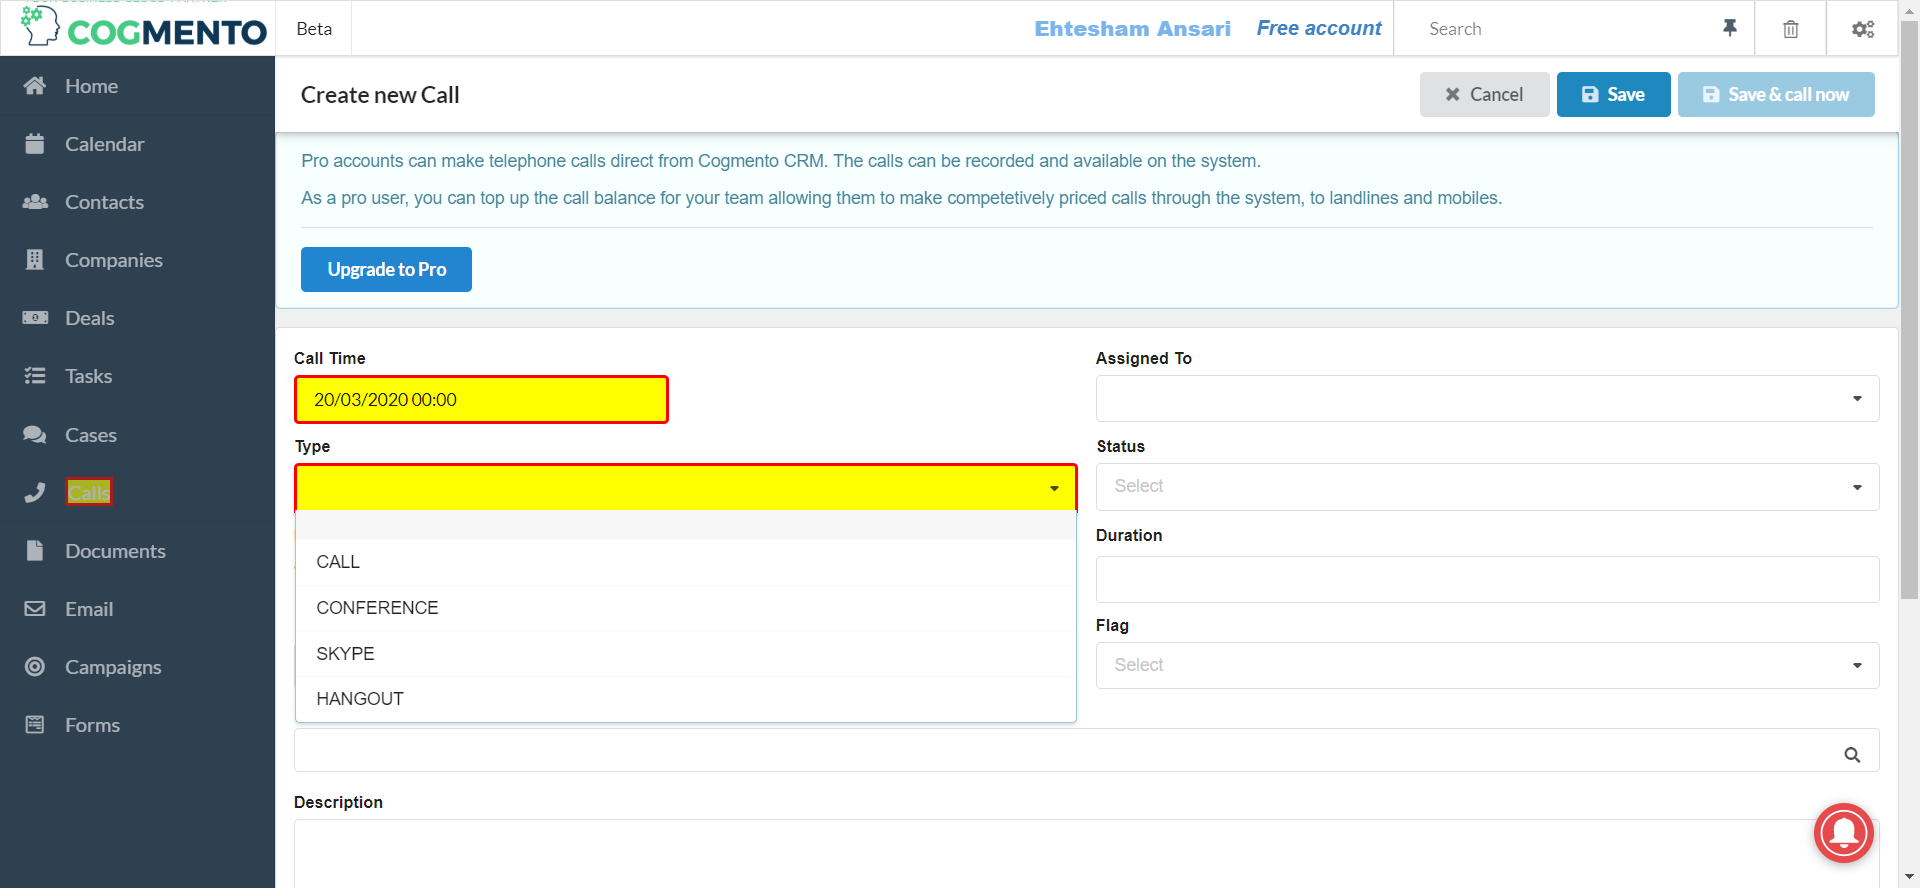 COGMENTO
Beta
Ehtesham Ansari
Free account
Search
Home
Calendar
Contacts
Companies
Deals
Tasks
Cases
Calls
Documents
Email
Campaigns
Forms
Create new Call
Cancel
Save
Save & call now
Pro accounts can make telephone calls direct from Cogmento CRM. The calls can be recorded and available on the system.
As a pro user, you can top up the call balance for your team allowing them to make competetively priced calls through the system, to landlines and mobiles.
Upgrade to Pro
Call Time
Assigned To
20/03/2020 00:00
Type
Status
Select
Duration
CALL
CONFERENCE
SKYPE
HANGOUT
Flag
Select
Description